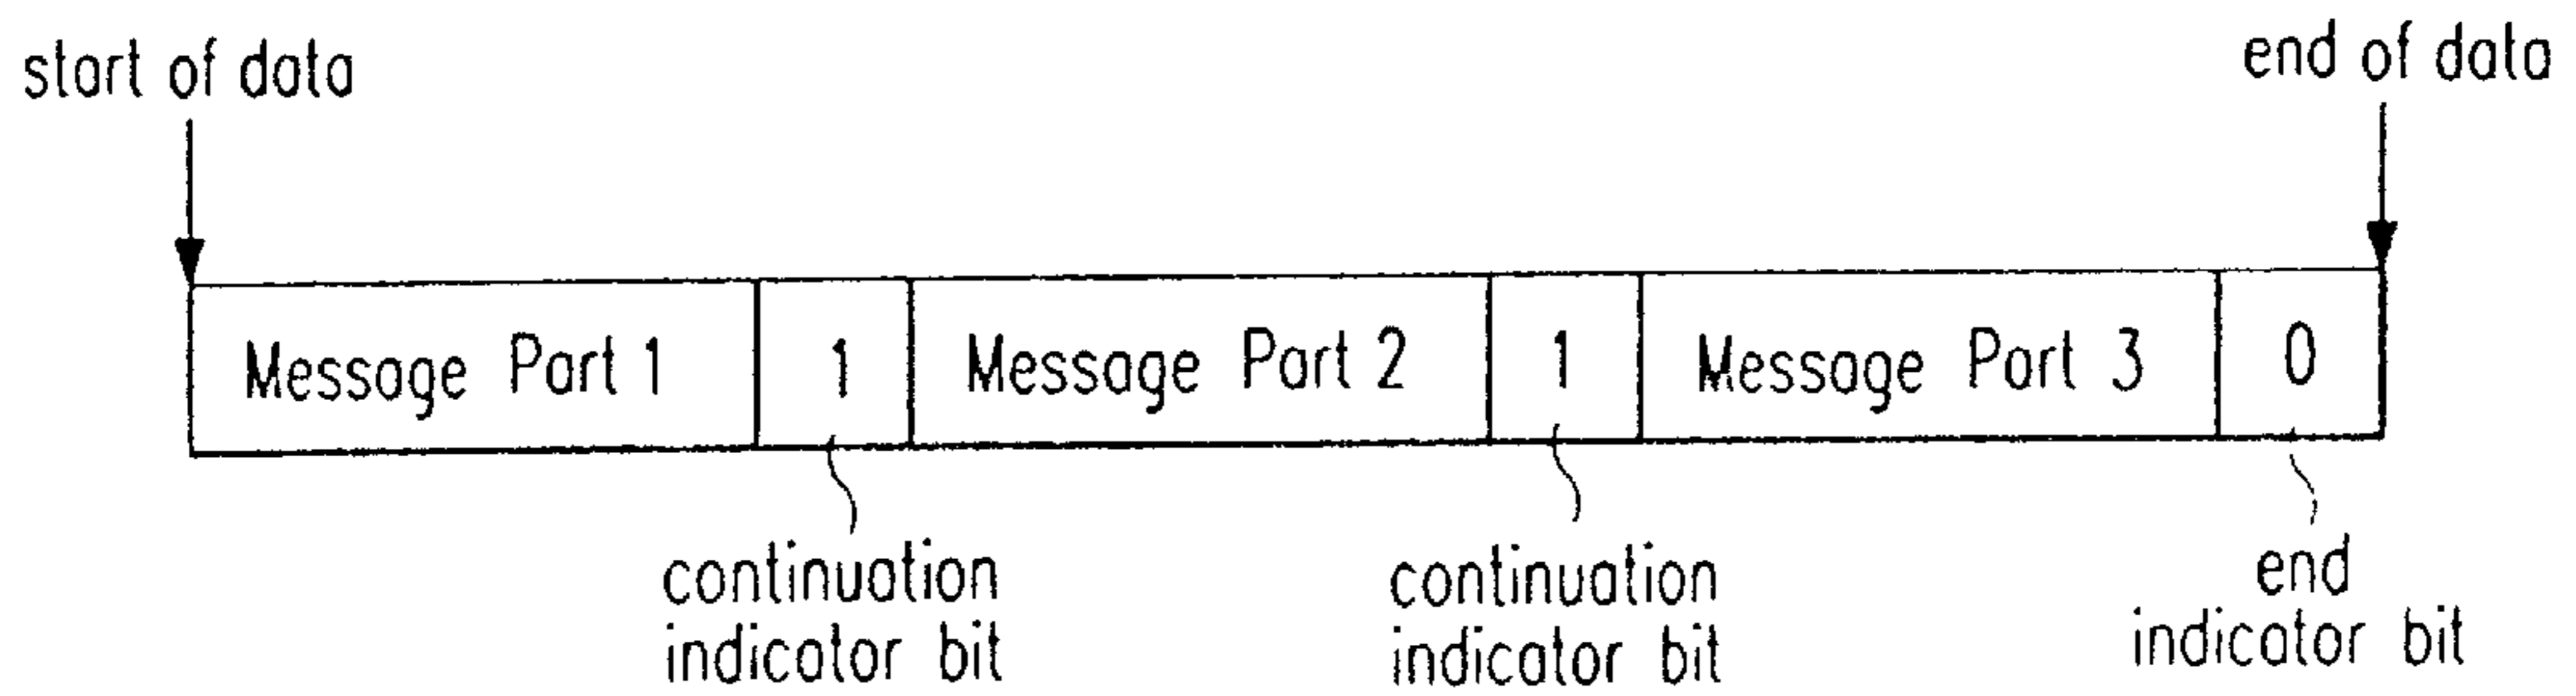 start of data
end of data
Message Part 1
1
Message Part 2
1
Message Part 3
0
continuation
indicator bit
continuation
indicator bit
end
indicator bit